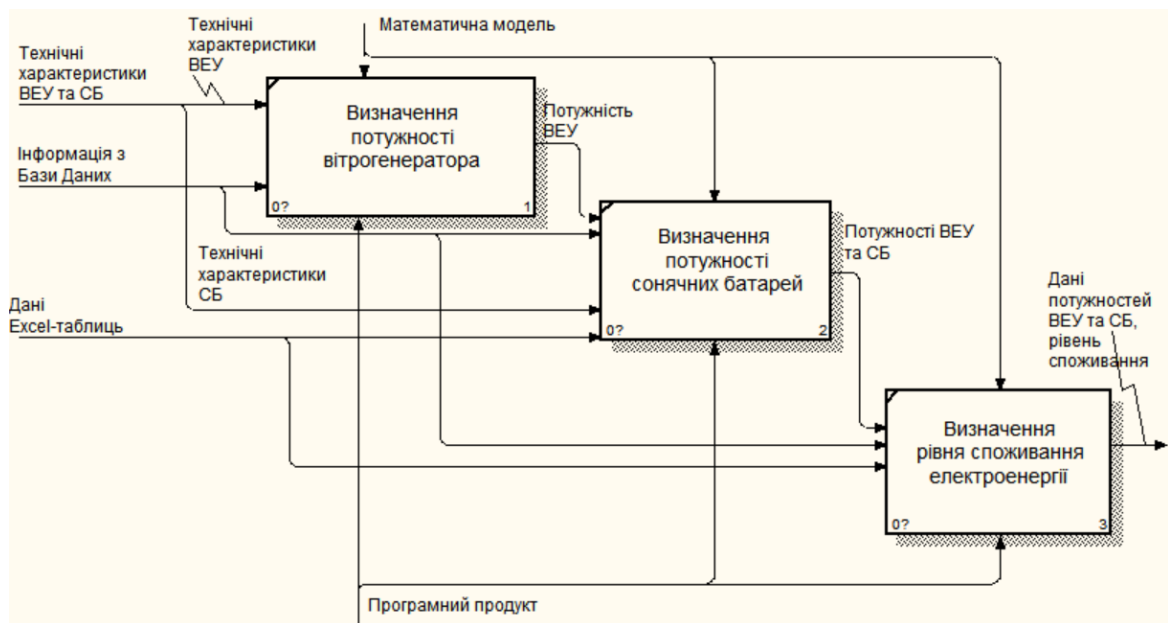 Математична модель
Технічні
характеристики
ВЕУ
Технічні
характеристики
ВЕУ та СБ
Визначення
потужності
вітрогенератора
0?
1
Потужність
ВЕУ
Інформація з
Бази Даних
Визначення
потужності
сонячних батарей
0?
2
Потужності ВЕУ
та СБ
Технічні
характеристики
СБ
Дані
Excel-таблиць
Дані
потужностей
ВЕУ та СБ,
рівень
споживання
Визначення
рівня споживання
електроенергії
0?
3
Програмний продукт